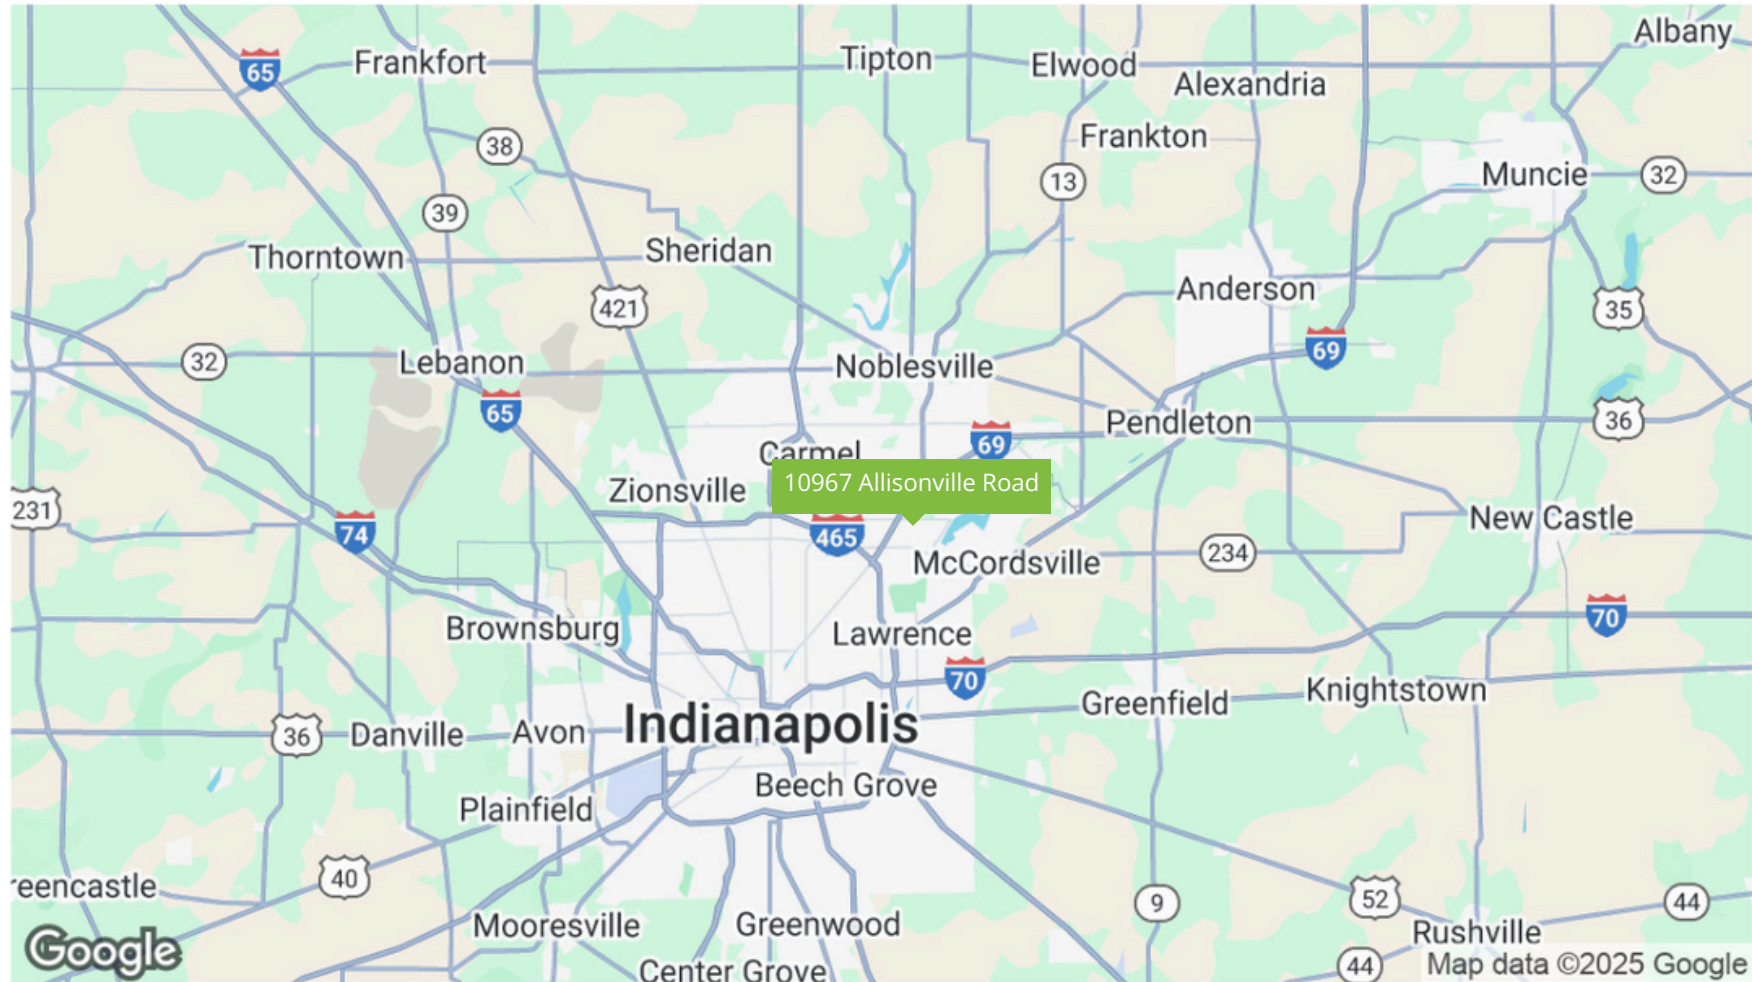 Albany
65
Frankfort
Tipton
Elwood
Alexandria
Frankton
38
Muncie
32
13
39
Thorntown
Sheridan
Anderson
421
35
32
Lebanon
Noblesville
69
65
Pendleton
36
69
Carmel
10967 Allisonville Road
Zionsville
231
New Castle
74
465
McCordsville
234
70
Brownsburg
Lawrence
70
Knightstown
Greenfield
36
Danville
Avon
Indianapolis
Beech Grove
Plainfield
40
reencastle
52
9
44
Mooresville
Greenwood
Rushville
Google
Center Grove
44
Map data ©2025 Google